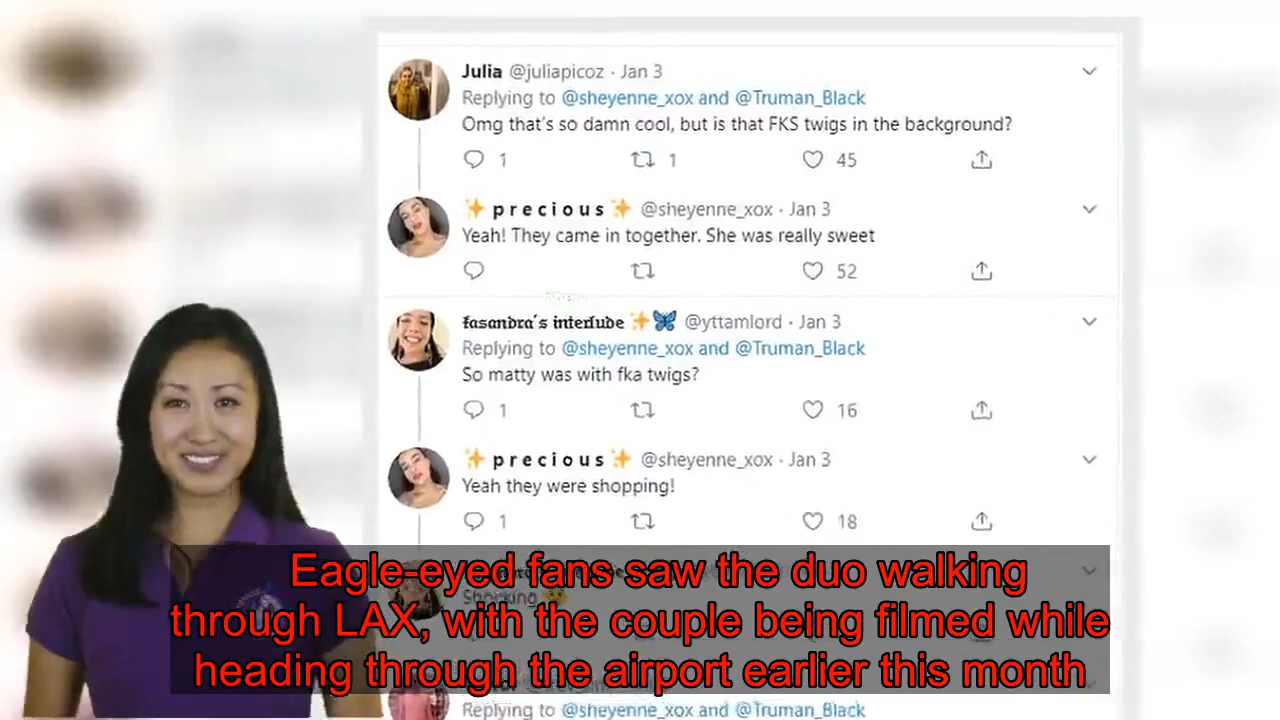 Julia @juliapicoz · Jan 3
Replying to @sheyenne_xox and @Truman_Black
Omg that's so damn cool, but is that FKS twigs in the background?
1 1 45
✨ p r e c i o u s ✨ @sheyenne_xox · Jan 3
Yeah! They came in together. She was really sweet
52
𝖐𝖆𝖘𝖆𝖓𝖉𝖗𝖆´𝖘 𝖎𝖓𝖙𝖊𝖗𝖑𝖚𝖉𝖊 ✨🦋 @yttamlord · Jan 3
Replying to @sheyenne_xox and @Truman_Black
So matty was with fka twigs?
1 16
✨ p r e c i o u s ✨ @sheyenne_xox · Jan 3
Yeah they were shopping!
1 18
Shocking
Eagle-eyed fans saw the duo walking
through LAX, with the couple being filmed while
heading through the airport earlier this month
Replying to @sheyenne_xox and @Truman_Black